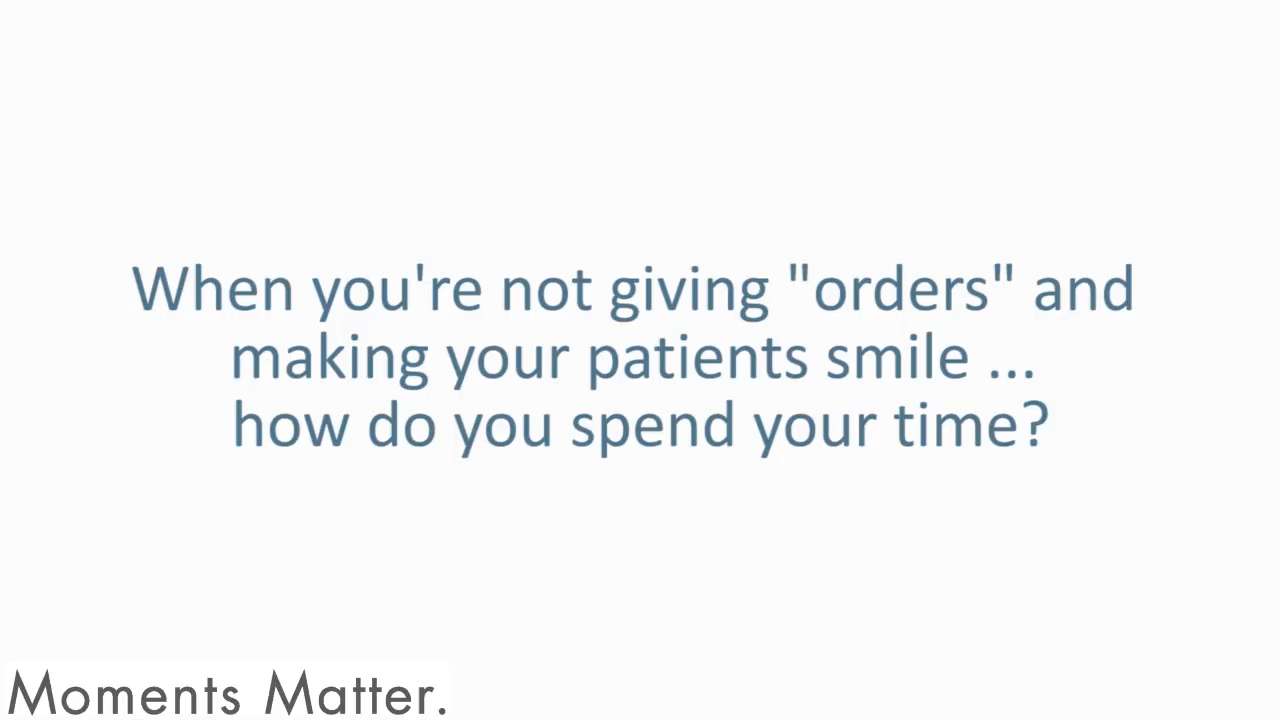 When you're not giving "orders" and
making your patients smile ...
how do you spend your time?
Moments Matter.